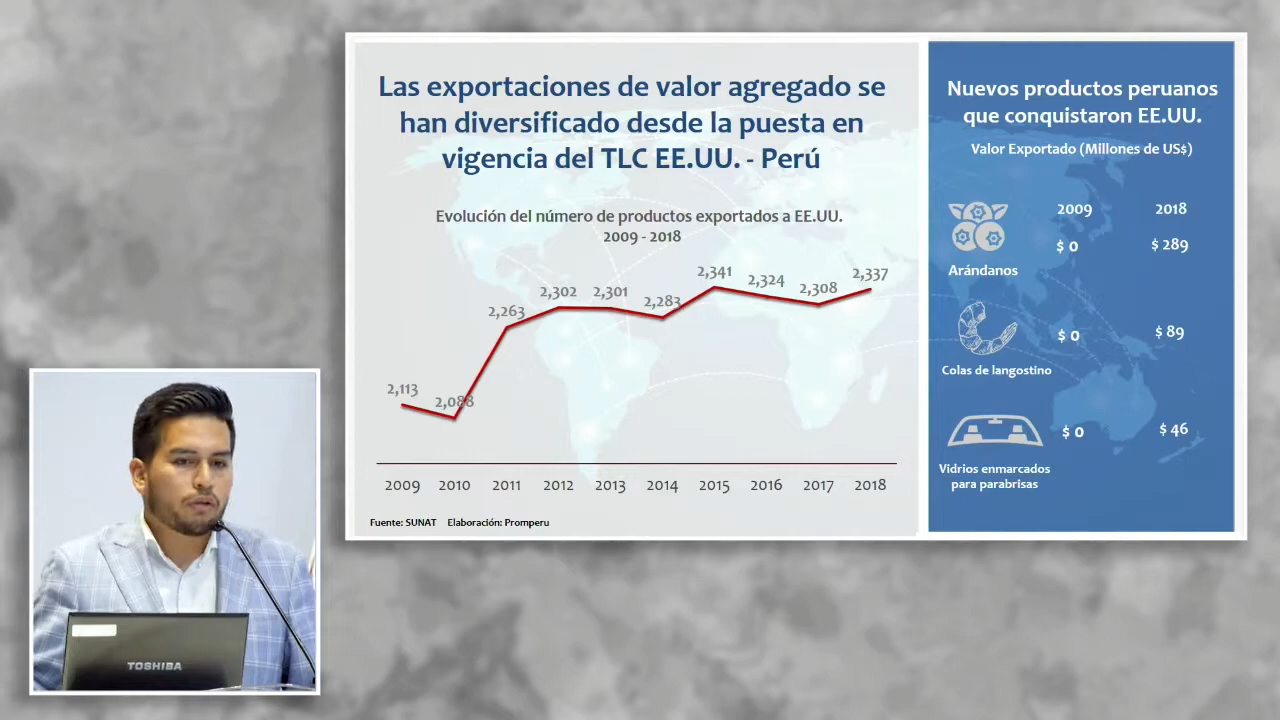 Las exportaciones de valor agregado se
han diversificado desde la puesta en
vigencia del TLC EE.UU. - Perú
Evolución del número de productos exportados a EE.UU.
2009 - 2018
2,113
2,088
2,263
2,302
2,301
2,283
2,341
2,324
2,308
2,337
2009 2010 2011 2012 2013 2014 2015 2016 2017 2018
Fuente: SUNAT Elaboración: Promperu
Nuevos productos peruanos
que conquistaron EE.UU.
Valor Exportado (Millones de US$)
2009 2018
$ 0 $ 289
Arándanos
$ 0 $ 89
Colas de langostino
$ 0 $ 46
Vidrios enmarcados
para parabrisas
TOSHIBA